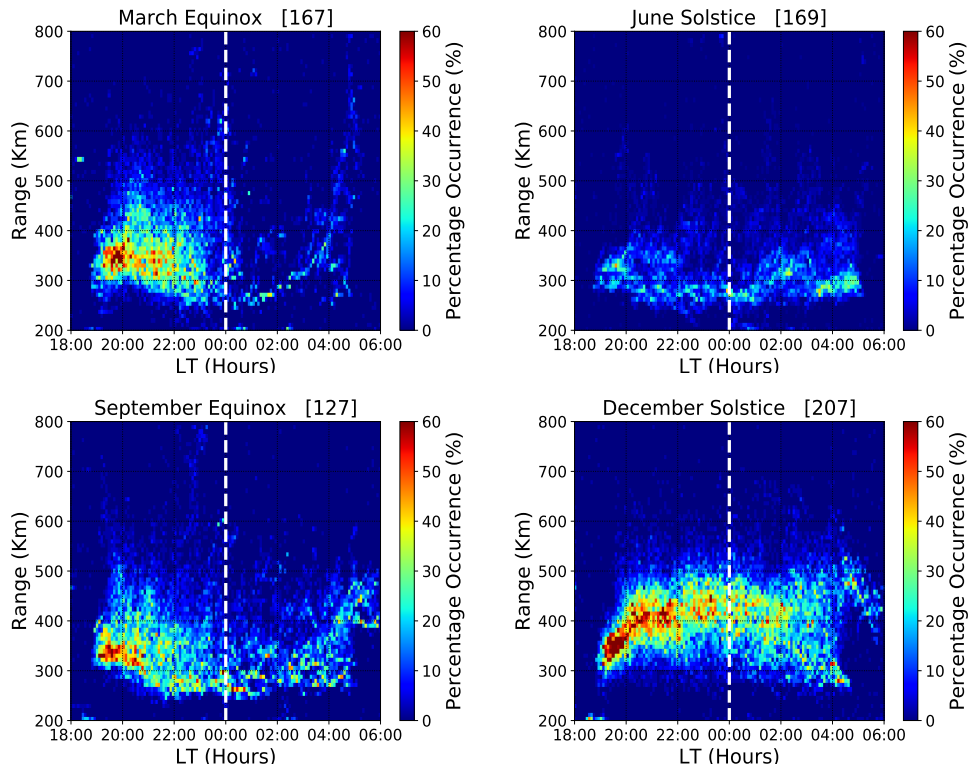 March Equinox [167]
June Solstice [169]
800
700
600
500
400
300
200
Range (Km)
18:00 20:00 22:00 00:00 02:00 04:00 06:00
LT (Hours)
60
50
40
30
20
10
0
Percentage Occurrence (%)
800
700
600
500
400
300
200
Range (Km)
18:00 20:00 22:00 00:00 02:00 04:00 06:00
LT (Hours)
60
50
40
30
20
10
0
Percentage Occurrence (%)
September Equinox [127]
December Solstice [207]
800
700
600
500
400
300
200
Range (Km)
18:00 20:00 22:00 00:00 02:00 04:00 06:00
LT (Hours)
60
50
40
30
20
10
0
Percentage Occurrence (%)
800
700
600
500
400
300
200
Range (Km)
18:00 20:00 22:00 00:00 02:00 04:00 06:00
LT (Hours)
60
50
40
30
20
10
0
Percentage Occurrence (%)